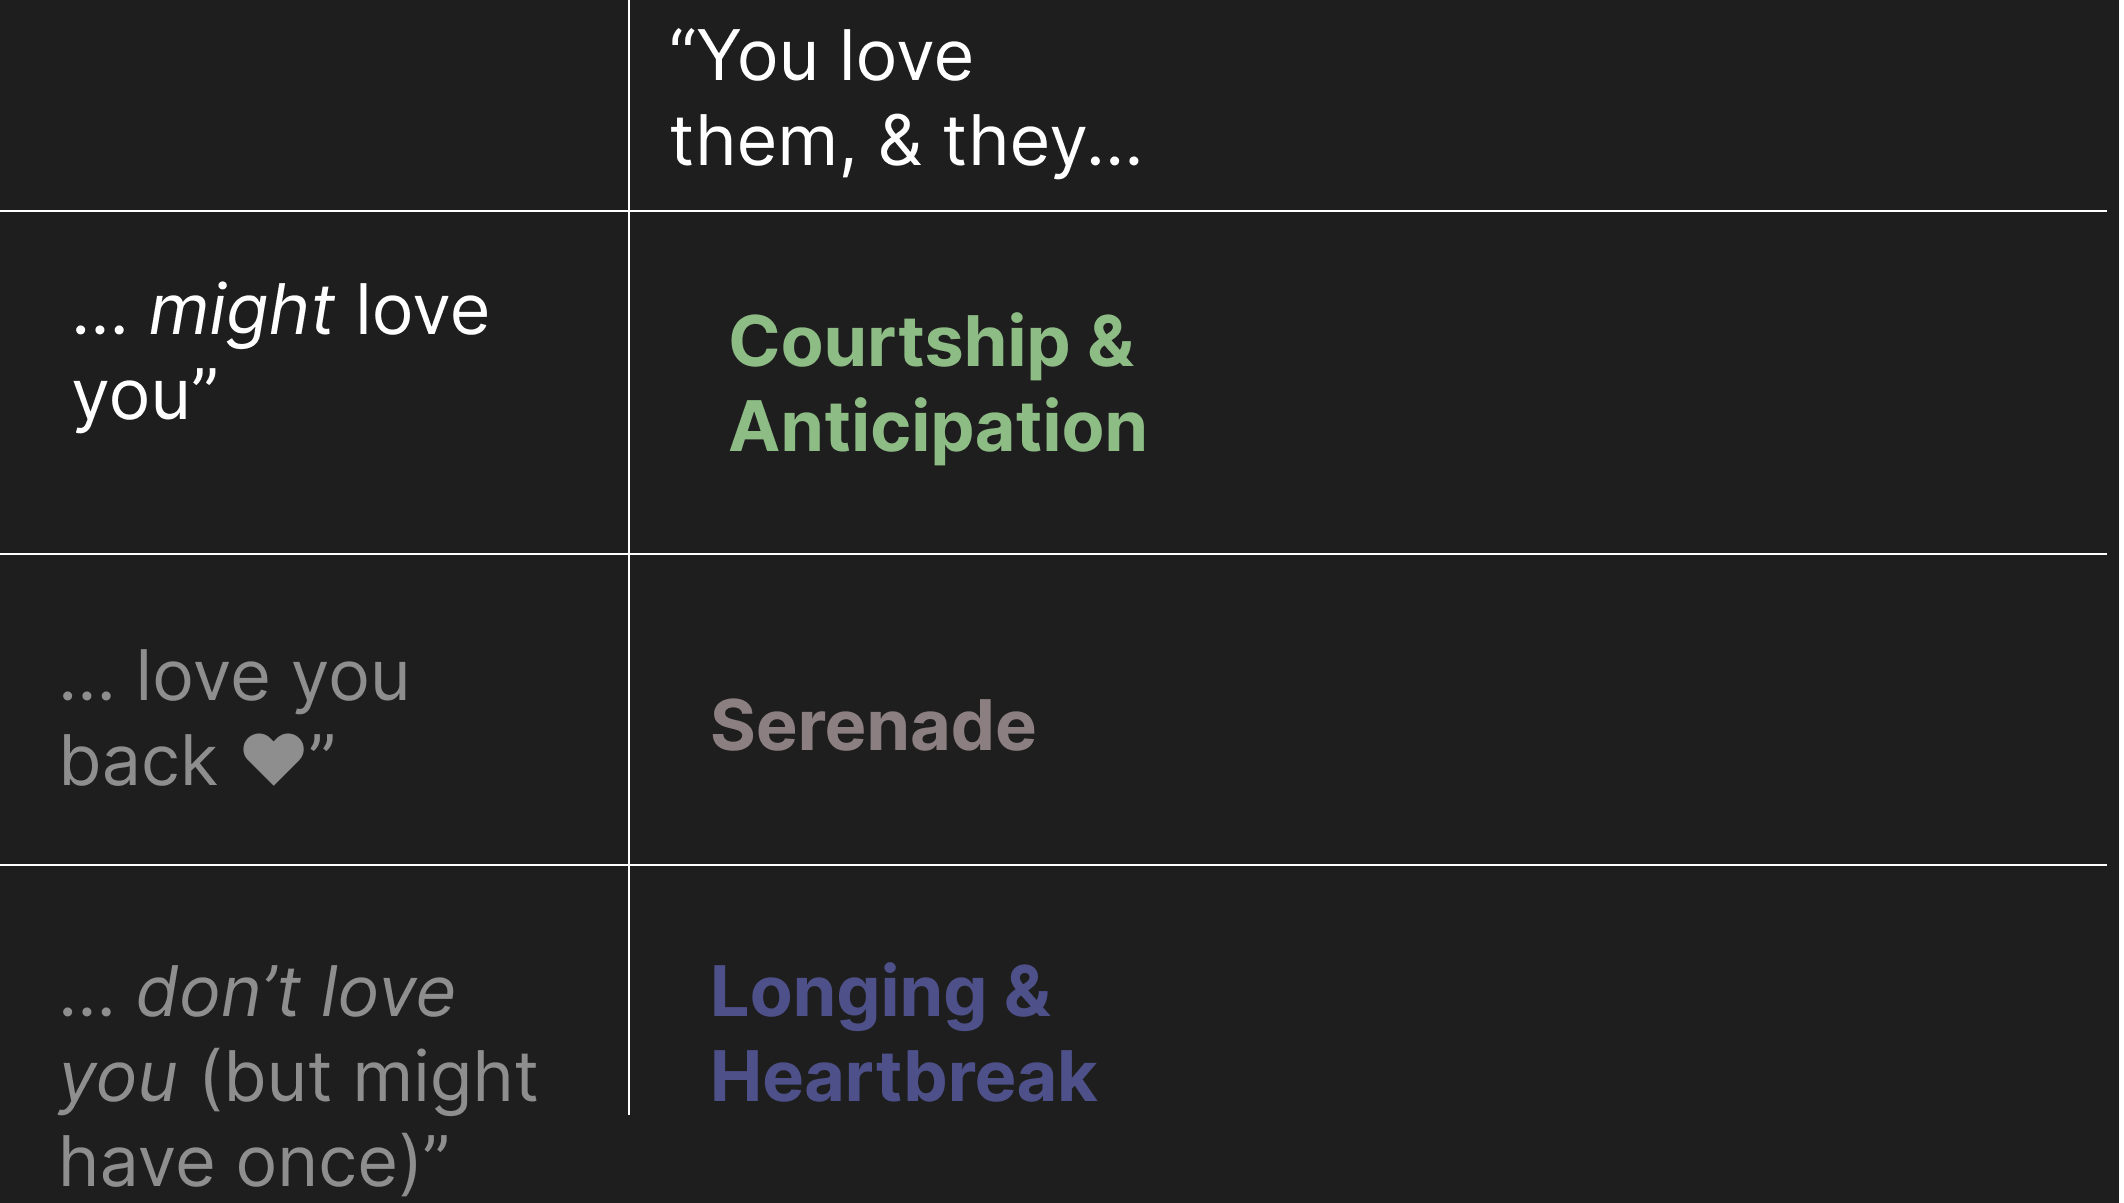 “You love
them, & they...
... might love
you”
Courtship &
Anticipation
... love you
back ♥”
Serenade
... don’t love
you (but might
have once)”
Longing &
Heartbreak